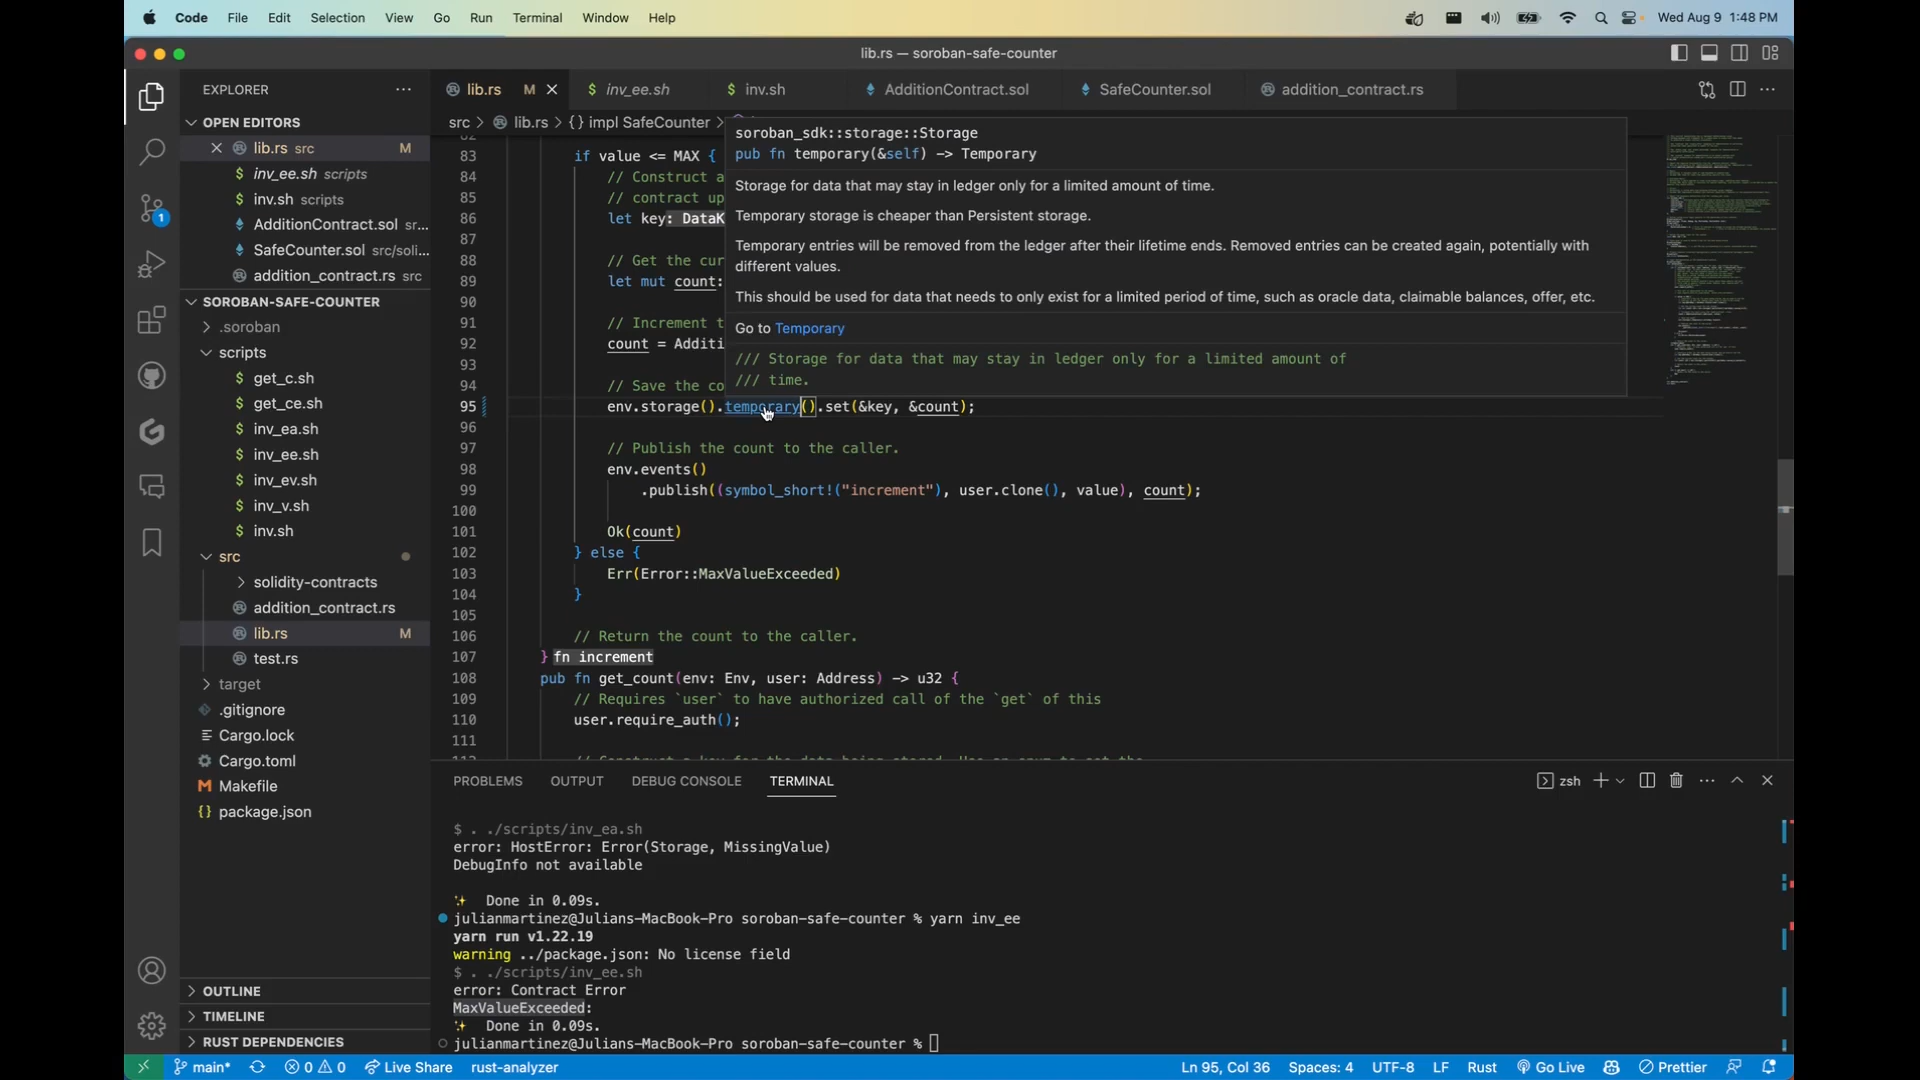 Code File Edit Selection View Go Run Terminal Window Help Wed Aug 9 1:48 PM
lib.rs — soroban-safe-counter
EXPLORER
lib.rs M
inv_ee.sh
inv.sh
AdditionContract.sol
SafeCounter.sol
addition_contract.rs
OPEN EDITORS
lib.rs src M
inv_ee.sh scripts
inv.sh scripts
AdditionContract.sol sr...
SafeCounter.sol src/soli...
addition_contract.rs src
SOROBAN-SAFE-COUNTER
.soroban
scripts
get_c.sh
get_ce.sh
inv_ea.sh
inv_ee.sh
inv_ev.sh
inv_v.sh
inv.sh
src
solidity-contracts
addition_contract.rs
lib.rs M
test.rs
target
.gitignore
Cargo.lock
Cargo.toml
Makefile
package.json
OUTLINE
TIMELINE
RUST DEPENDENCIES
src > lib.rs > {} impl SafeCounter >
soroban_sdk::storage::Storage
pub fn temporary(&self) -> Temporary
Storage for data that may stay in ledger only for a limited amount of time.
Temporary storage is cheaper than Persistent storage.
Temporary entries will be removed from the ledger after their lifetime ends. Removed entries can be created again, potentially with
different values.
This should be used for data that needs to only exist for a limited period of time, such as oracle data, claimable balances, offer, etc.
Go to Temporary
/// Storage for data that may stay in ledger only for a limited amount of
/// time.
83 if value <= MAX {
84 // Construct a
85 // contract up
86 let key: DataK
87
88 // Get the cur
89 let mut count:
90
91 // Increment t
92 count = Additi
93
94 // Save the co
95 env.storage().temporary().set(&key, &count);
96
97 // Publish the count to the caller.
98 env.events()
99 .publish((symbol_short!("increment"), user.clone(), value), count);
100
101 Ok(count)
102 } else {
103 Err(Error::MaxValueExceeded)
104 }
105
106 // Return the count to the caller.
107 } fn increment
108 pub fn get_count(env: Env, user: Address) -> u32 {
109 // Requires `user` to have authorized call of the `get` of this
110 user.require_auth();
111
PROBLEMS OUTPUT DEBUG CONSOLE TERMINAL zsh
$ . ./scripts/inv_ea.sh
error: HostError: Error(Storage, MissingValue)
DebugInfo not available
✨ Done in 0.09s.
julianmartinez@Julians-MacBook-Pro soroban-safe-counter % yarn inv_ee
yarn run v1.22.19
warning ../package.json: No license field
$ . ./scripts/inv_ee.sh
error: Contract Error
MaxValueExceeded:
✨ Done in 0.09s.
julianmartinez@Julians-MacBook-Pro soroban-safe-counter %
main* 0 0 Live Share rust-analyzer Ln 95, Col 36 Spaces: 4 UTF-8 LF Rust Go Live Prettier